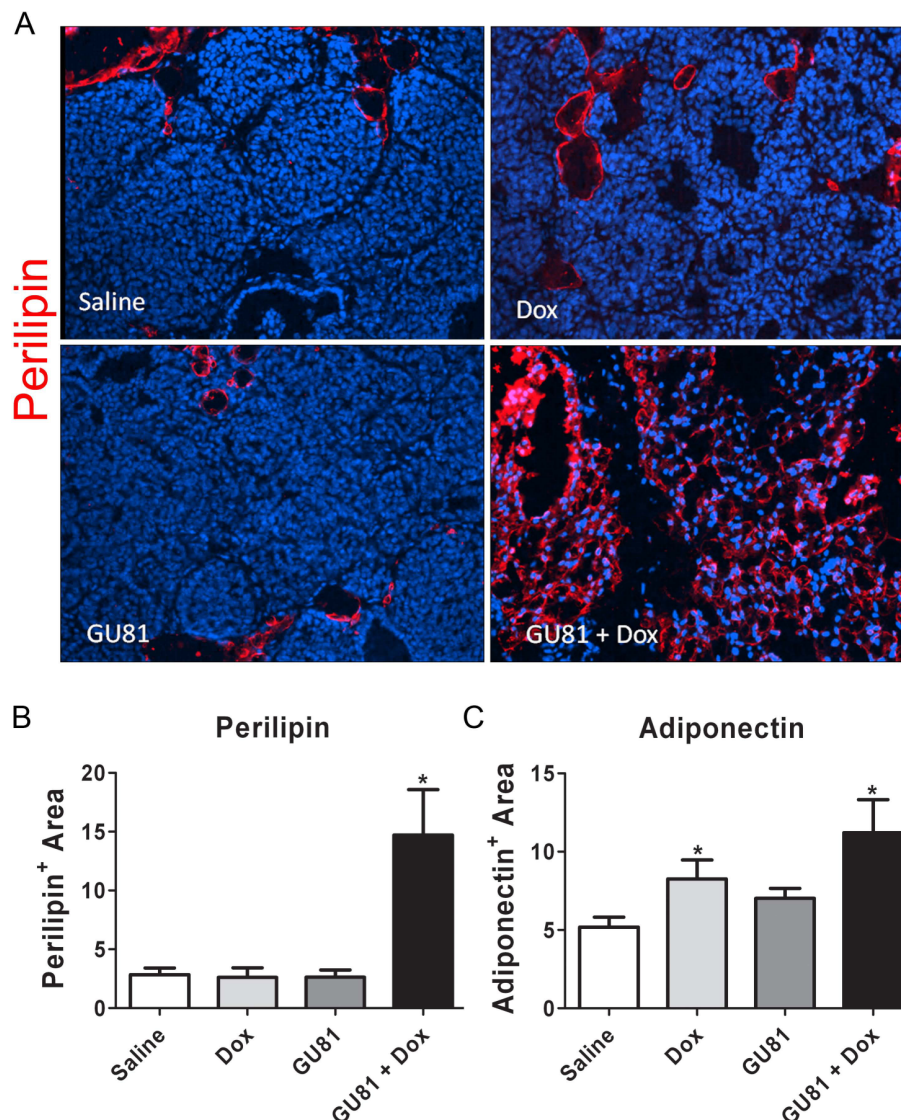 A
Perilipin
Saline
Dox
GU81
GU81 + Dox
B
Perilipin
Perilipin⁺ Area
20
15
10
5
0
*
Saline
Dox
GU81
GU81 + Dox
C
Adiponectin
Adiponectin⁺ Area
15
10
5
0
*
*
Saline
Dox
GU81
GU81 + Dox